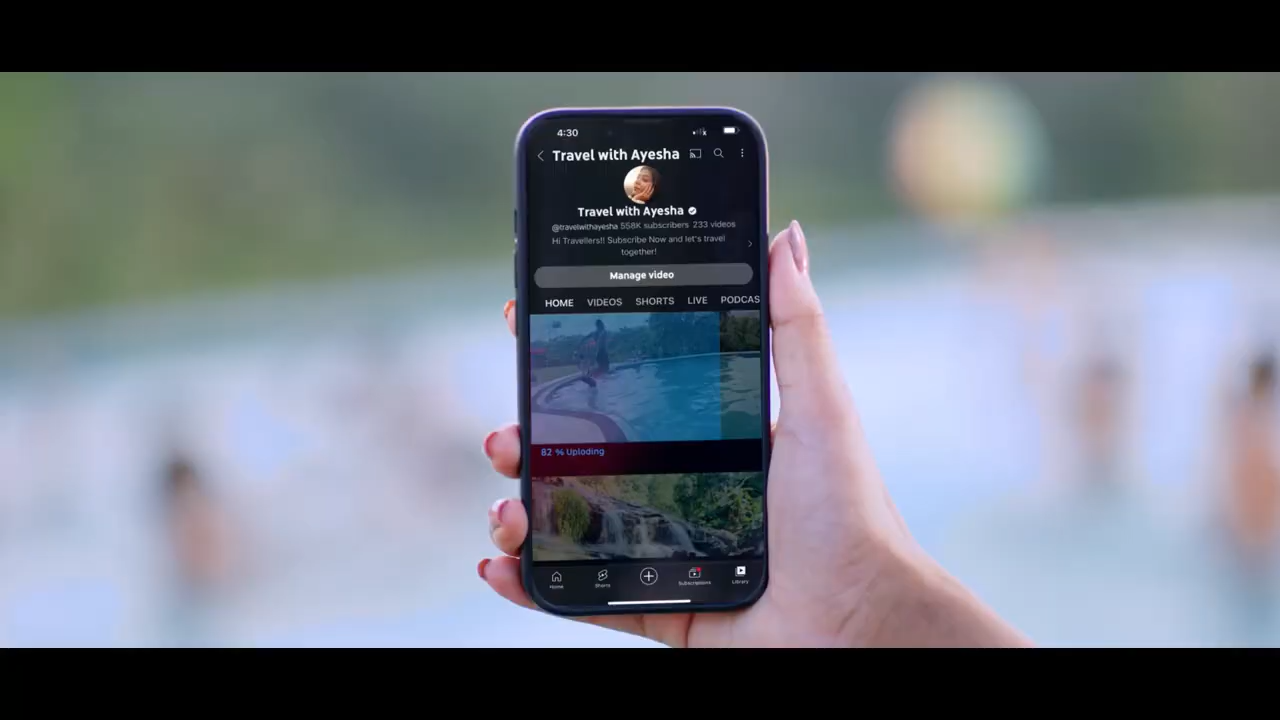 4:30
Travel with Ayesha
Travel with Ayesha
@travelwithayesha 558K subscribers 233 videos
Hi Travellers!! Subscribe Now and let's travel
together!
Manage video
HOME VIDEOS SHORTS LIVE PODCAS
82 % Uploding
Home Shorts Subscriptions Library